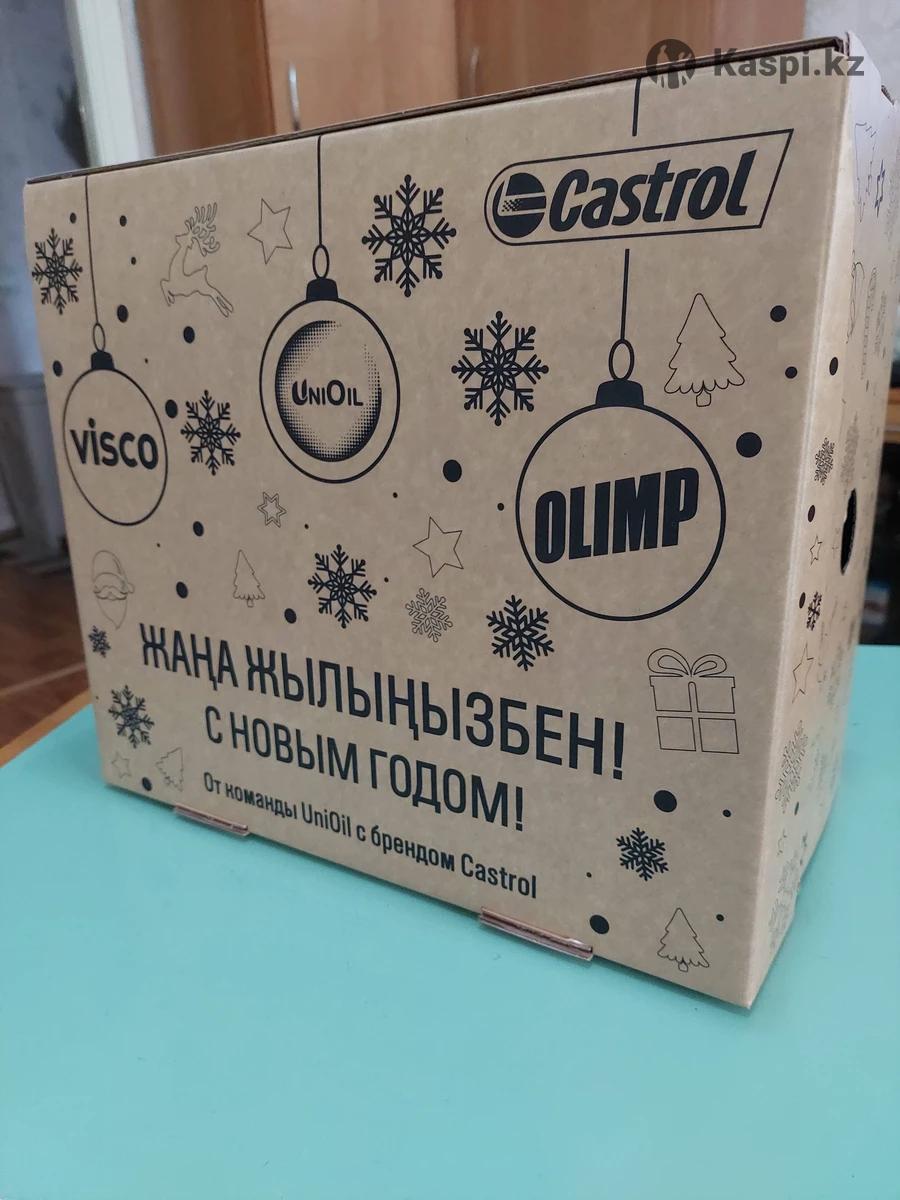 Kaspi.kz
Castrol
UNIOIL
VISCO
OLIMP
ЖАҢА ЖЫЛЫҢЫЗБЕН!
С НОВЫМ ГОДОМ!
От команды UniOil с брендом Castrol